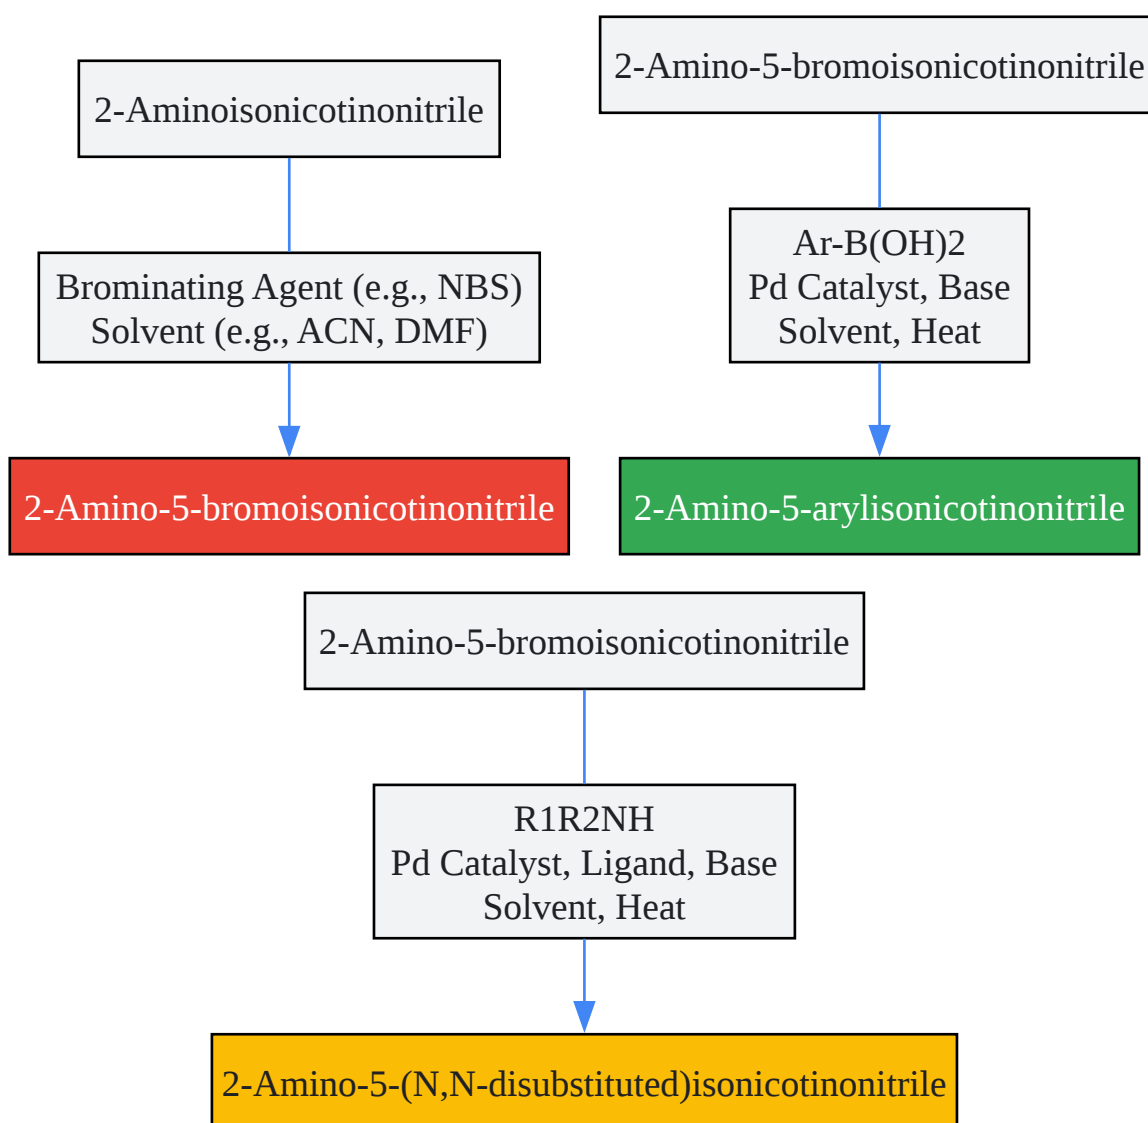 2-Aminoisonicotinonitrile
Brominating Agent (e.g., NBS)
Solvent (e.g., ACN, DMF)
2-Amino-5-bromoisonicotinonitrile
2-Amino-5-bromoisonicotinonitrile
Ar-B(OH)2
Pd Catalyst, Base
Solvent, Heat
2-Amino-5-arylisonicotinonitrile
2-Amino-5-bromoisonicotinonitrile
R1R2NH
Pd Catalyst, Ligand, Base
Solvent, Heat
2-Amino-5-(N,N-disubstituted)isonicotinonitrile